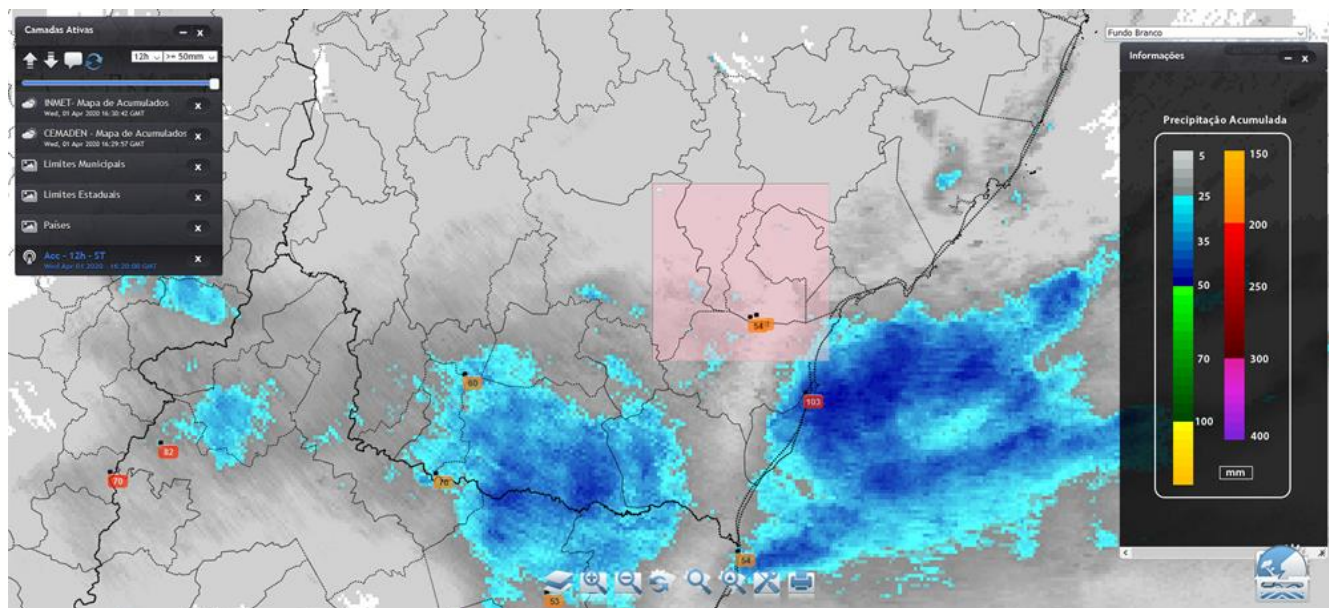 Camadas Ativas
12h >= 50mm
INMET- Mapa de Acumulados
Wed, 01 Apr 2020 16:30:42 GMT
CEMADEN - Mapa de Acumulados
Wed, 01 Apr 2020 16:29:57 GMT
Limites Municipais
Limites Estaduais
Países
Acc - 12h - ST
Fundo Branco
Informações
Precipitação Acumulada
5 150
25 200
35 250
50
70 300
100 400
mm
54
60
103
82
70
70
54
53